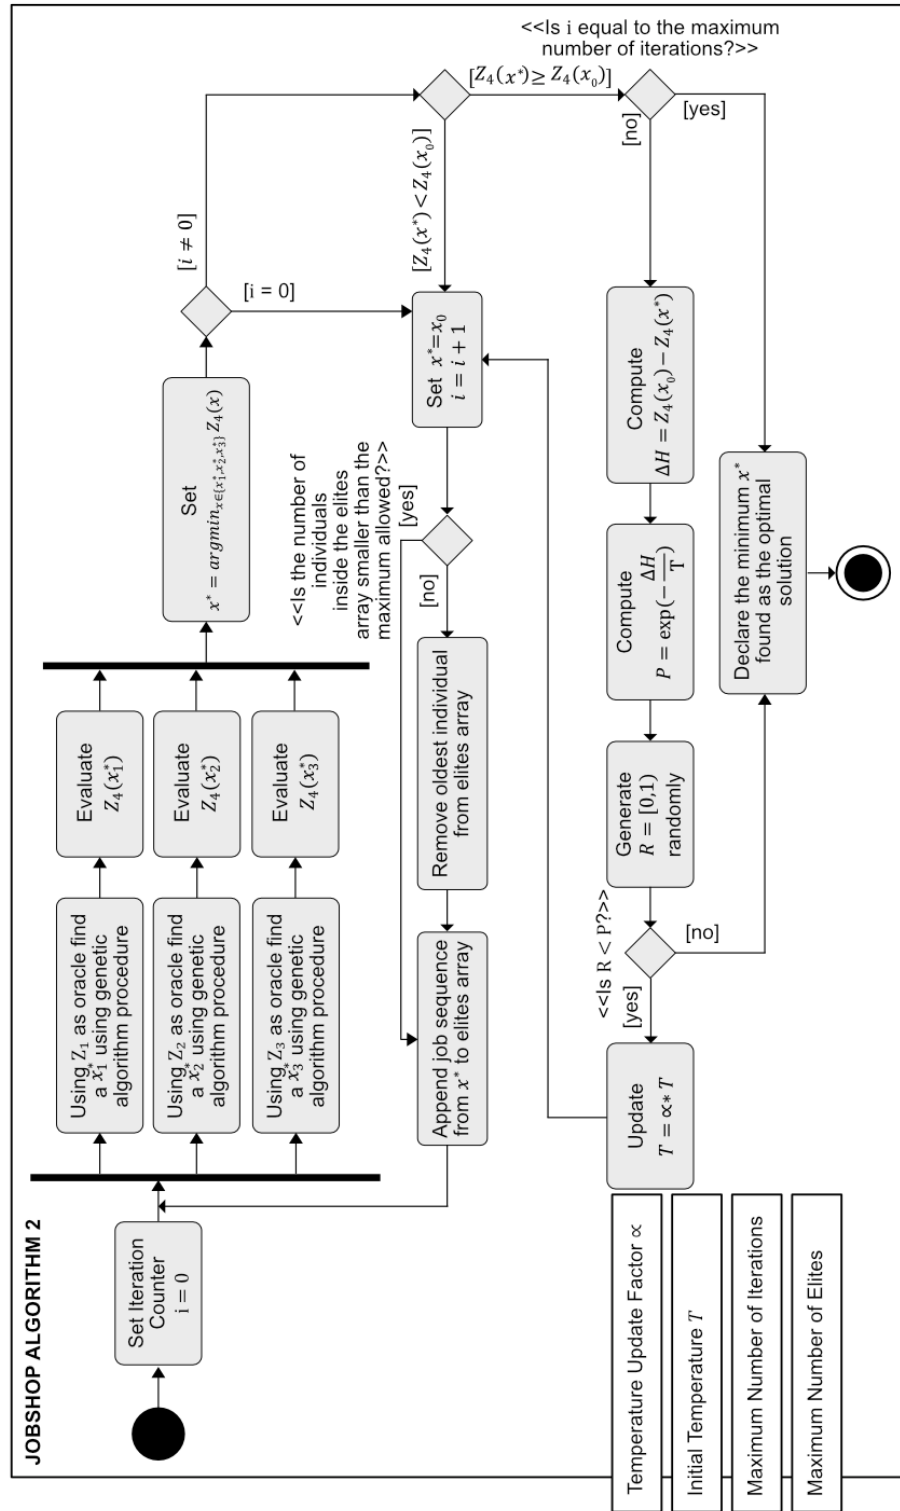 JOBSHOP ALGORITHM 2
Set Iteration
Counter
i = 0
Using Z₁ as oracle find
a x₁* using genetic
algorithm procedure
Using Z₂ as oracle find
a x₂* using genetic
algorithm procedure
Using Z₃ as oracle find
a x₃* using genetic
algorithm procedure
Evaluate
Z₄(x₁*)
Evaluate
Z₄(x₂*)
Evaluate
Z₄(x₃*)
Set
x* = argmin_{x∈{x₁*,x₂*,x₃*}} Z₄(x)
[i ≠ 0]
[i = 0]
[Z₄(x*) < Z₄(x₀)]
[Z₄(x*) ≥ Z₄(x₀)]
<<Is i equal to the maximum
number of iterations?>>
[no]
[yes]
Set x*=x₀
i = i + 1
<<Is the number of
individuals
inside the elites
array smaller than the
maximum allowed?>>
[yes]
[no]
Remove oldest individual
from elites array
Append job sequence
from x* to elites array
Compute
ΔH = Z₄(x₀) − Z₄(x*)
Compute
P = exp(−ΔH/T)
Generate
R = [0,1)
randomly
<<Is R < P?>>
[yes]
[no]
Update
T = ∝* T
Declare the minimum x*
found as the optimal
solution
Temperature Update Factor ∝
Initial Temperature T
Maximum Number of Iterations
Maximum Number of Elites